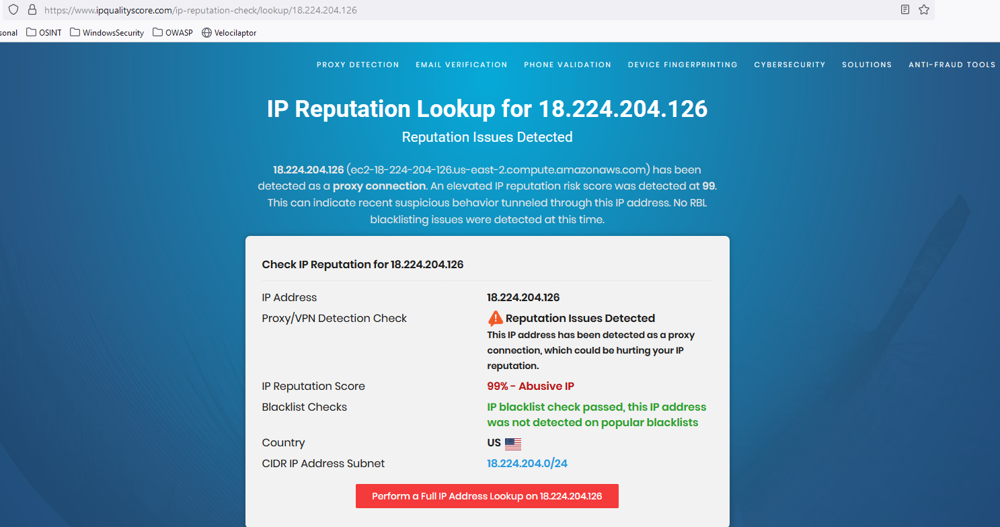 https://www.ipqualityscore.com/ip-reputation-check/lookup/18.224.204.126
sonal OSINT WindowsSecurity OWASP Velocilaptor
PROXY DETECTION EMAIL VERIFICATION PHONE VALIDATION DEVICE FINGERPRINTING CYBERSECURITY SOLUTIONS ANTI-FRAUD TOOLS
IP Reputation Lookup for 18.224.204.126
Reputation Issues Detected
18.224.204.126 (ec2-18-224-204-126.us-east-2.compute.amazonaws.com) has been
detected as a proxy connection. An elevated IP reputation risk score was detected at 99.
This can indicate recent suspicious behavior tunneled through this IP address. No RBL
blacklisting issues were detected at this time.
Check IP Reputation for 18.224.204.126
IP Address 18.224.204.126
Proxy/VPN Detection Check Reputation Issues Detected
This IP address has been detected as a proxy
connection, which could be hurting your IP
reputation.
IP Reputation Score 99% - Abusive IP
Blacklist Checks IP blacklist check passed, this IP address
was not detected on popular blacklists
Country US
CIDR IP Address Subnet 18.224.204.0/24
Perform a Full IP Address Lookup on 18.224.204.126